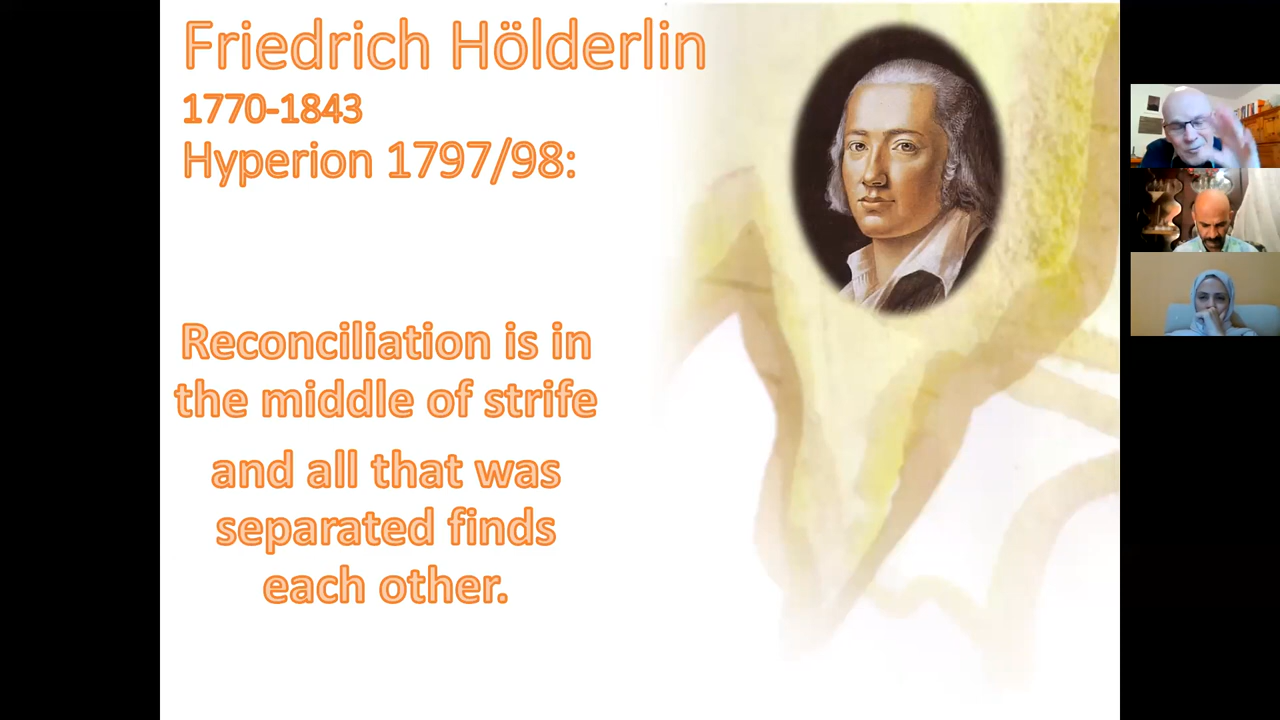 Friedrich Hölderlin
1770-1843
Hyperion 1797/98:
Reconciliation is in
the middle of strife
and all that was
separated finds
each other.